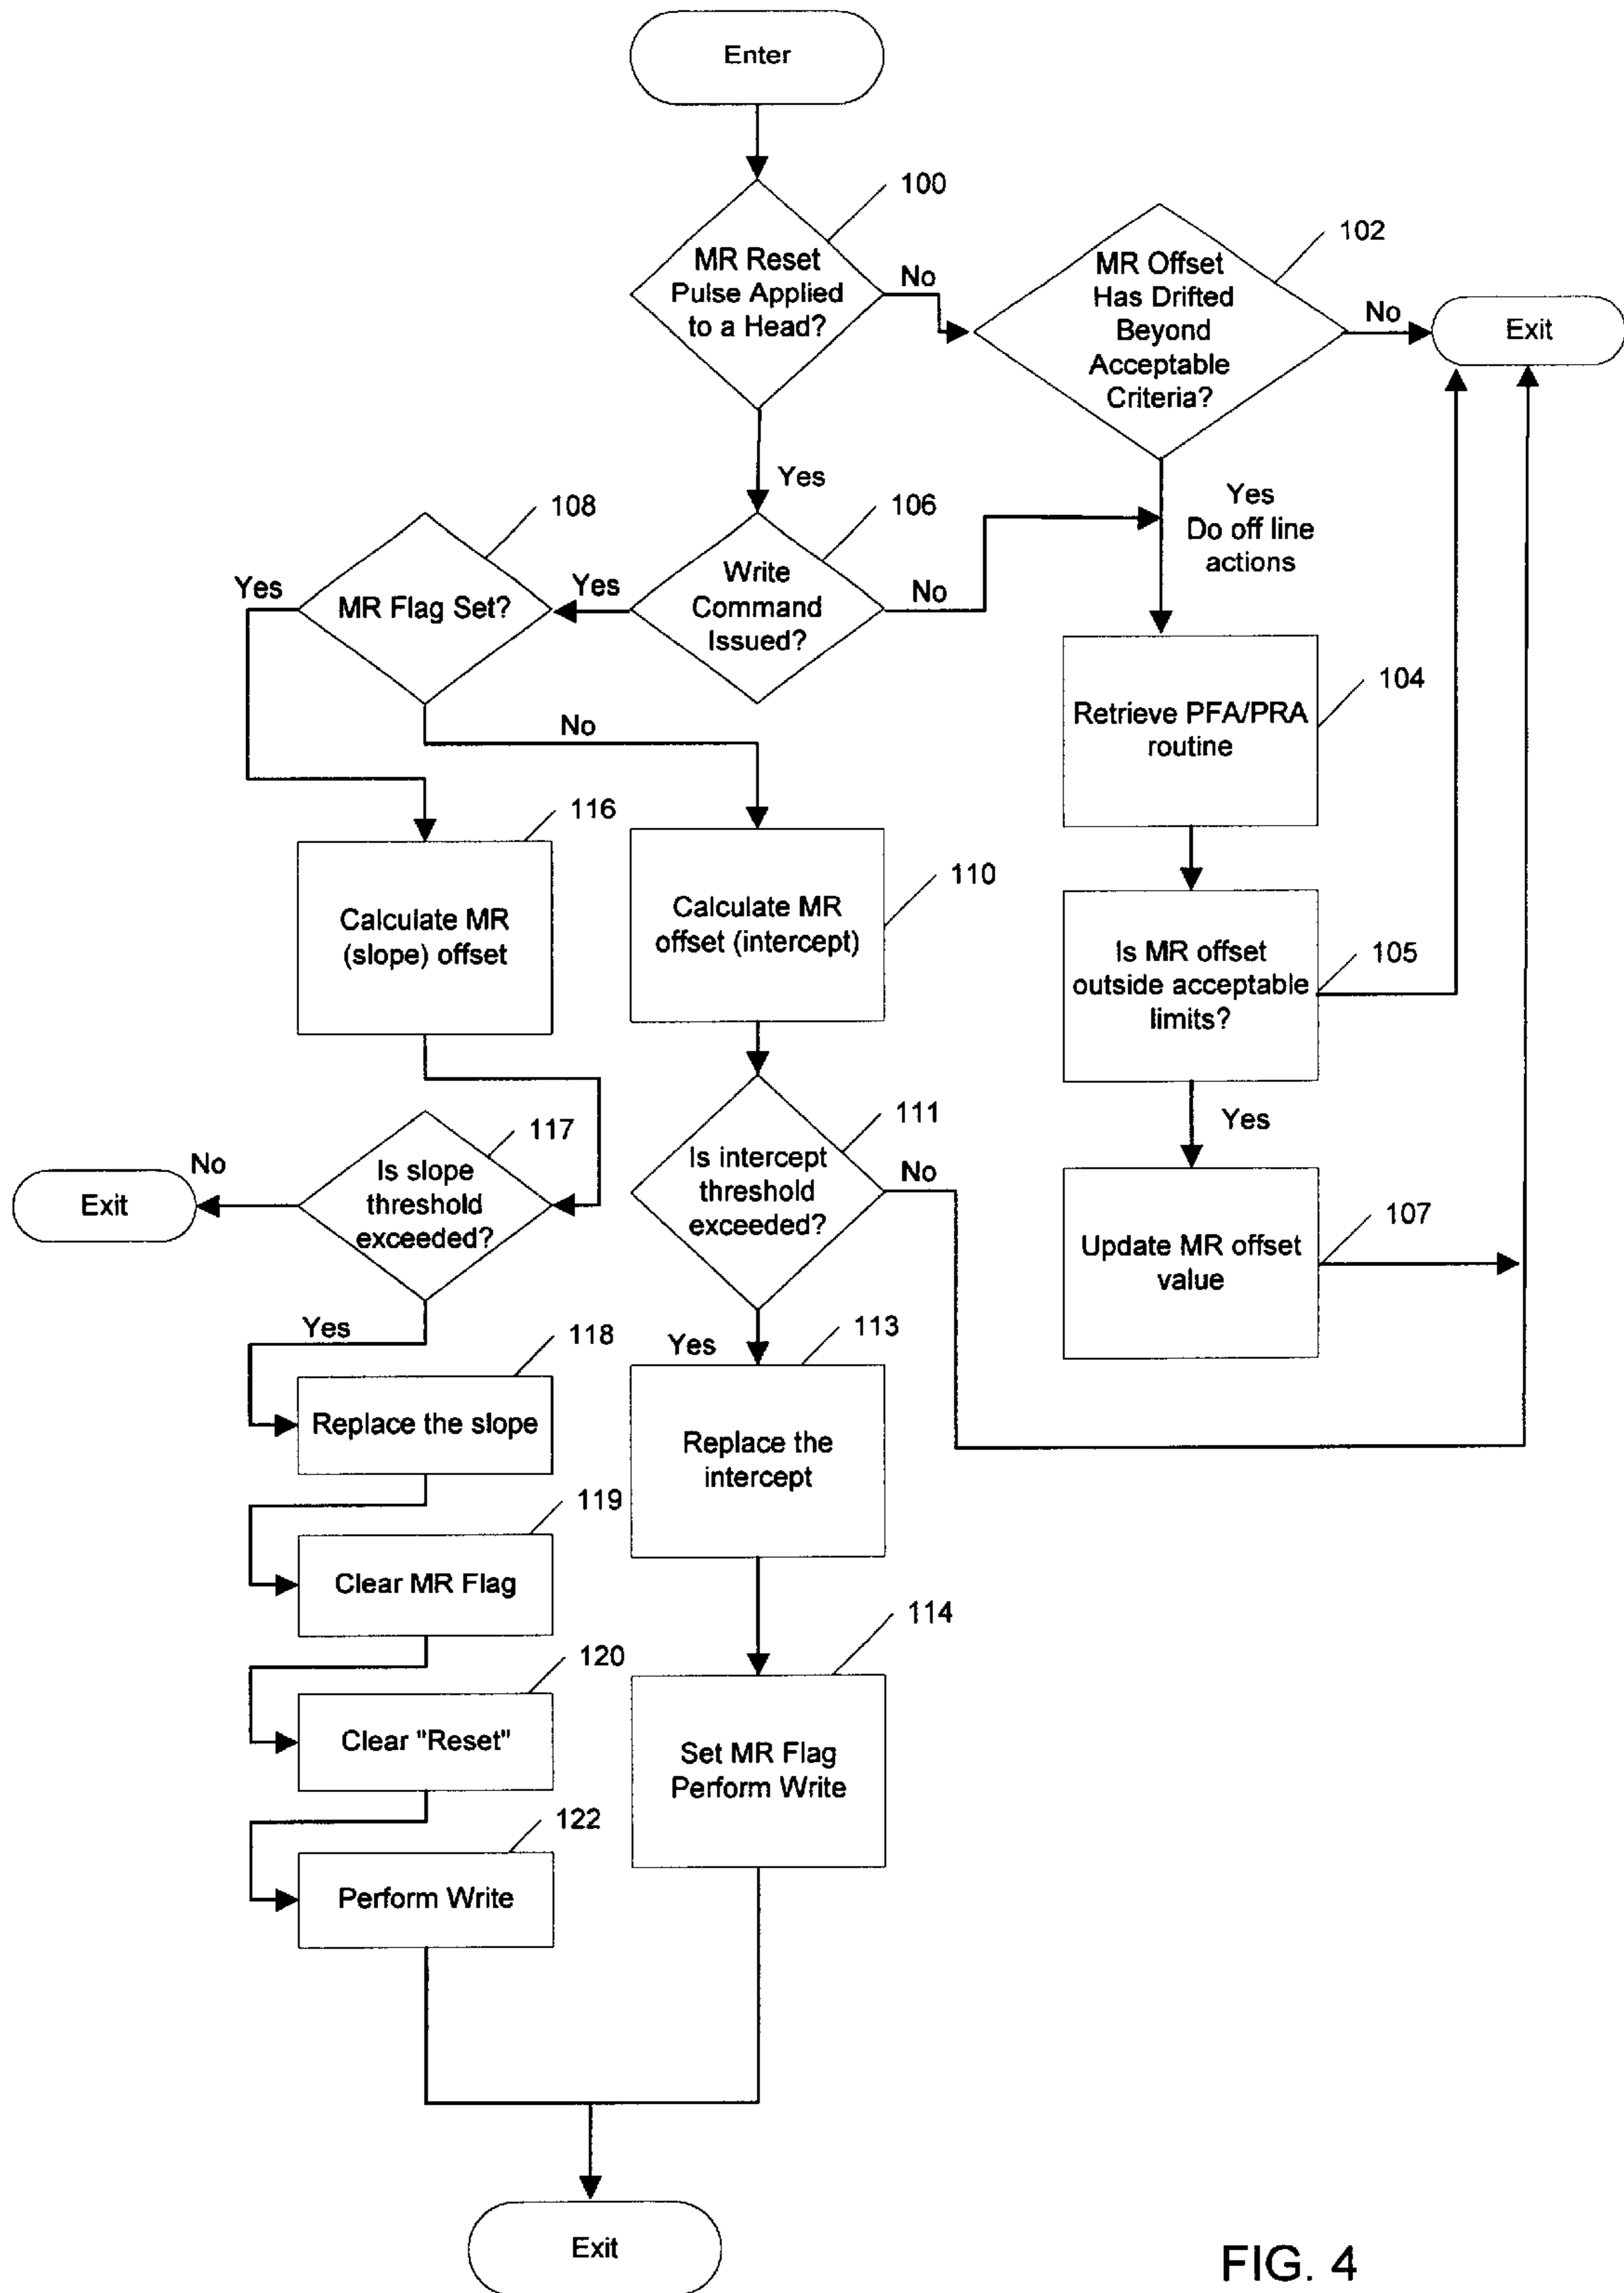 Enter
100
MR Reset
Pulse Applied
to a Head?
No
102
MR Offset
Has Drifted
Beyond
Acceptable
Criteria?
No
Exit
Yes
Yes
Do off line
actions
108
MR Flag Set?
Yes
106
Write
Command
Issued?
Yes
No
No
104
Retrieve PFA/PRA
routine
116
Calculate MR
(slope) offset
110
Calculate MR
offset (intercept)
105
Is MR offset
outside acceptable
limits?
Yes
117
Is slope
threshold
exceeded?
No
Exit
111
Is intercept
threshold
exceeded?
No
107
Update MR offset
value
Yes
118
Replace the slope
Yes
113
Replace the
intercept
119
Clear MR Flag
114
Set MR Flag
Perform Write
120
Clear "Reset"
122
Perform Write
Exit
FIG. 4